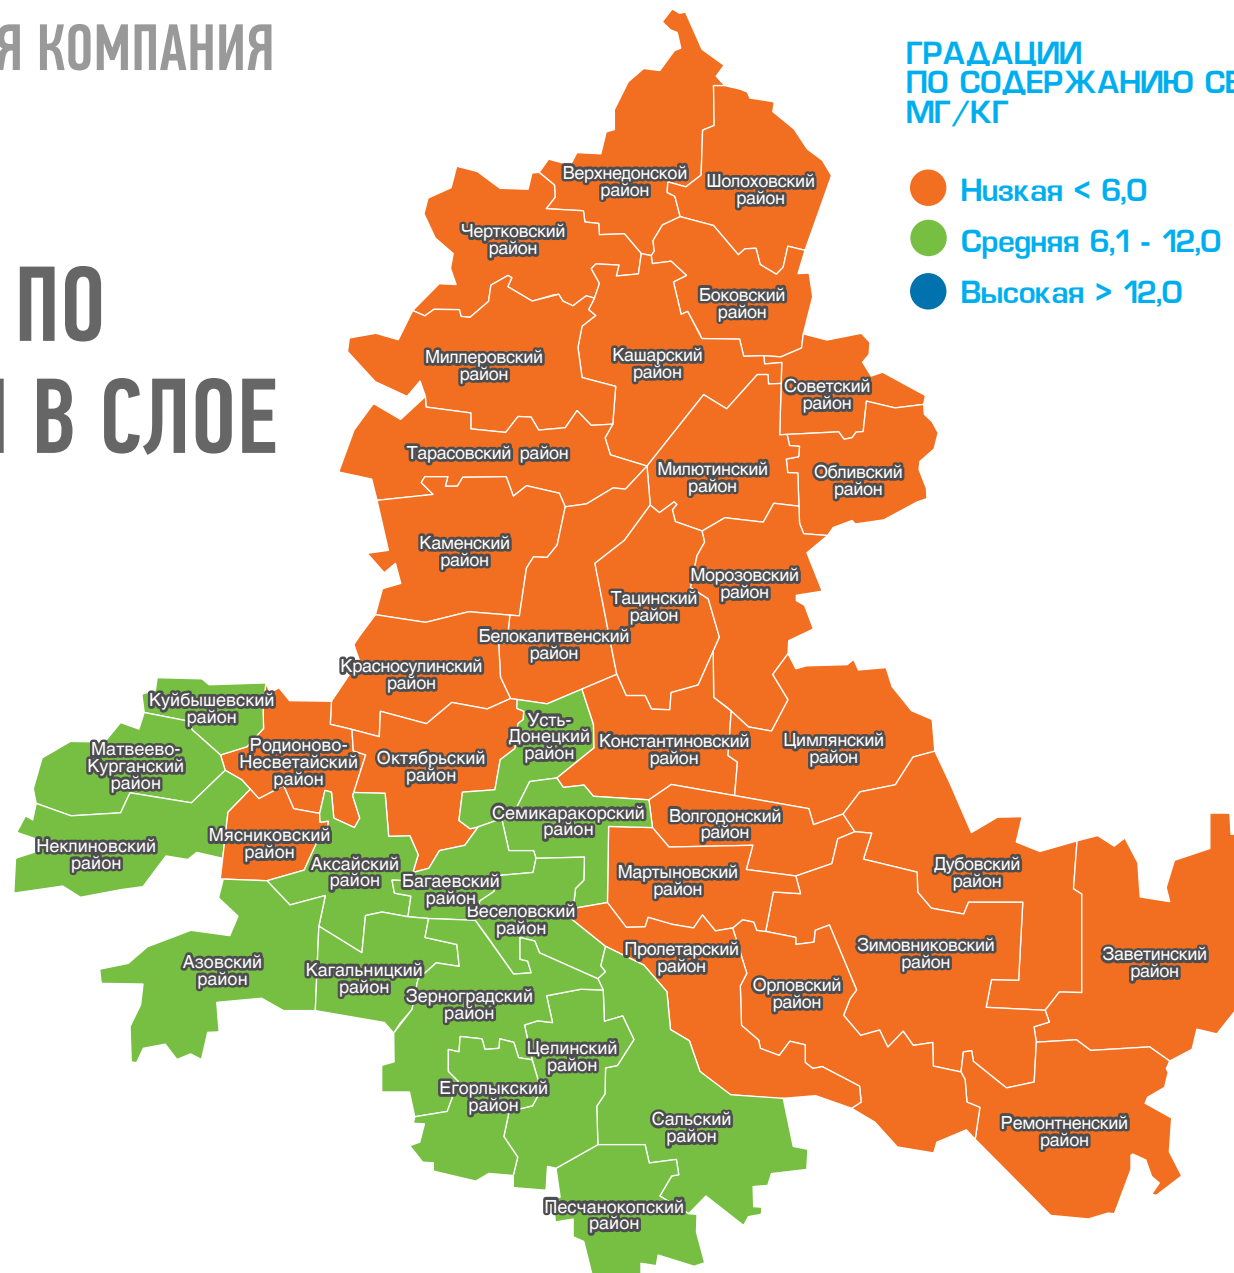 Я КОМПАНИЯ
ПО
В СЛОЕ
ГРАДАЦИИ
ПО СОДЕРЖАНИЮ
МГ/КГ
Низкая < 6,0
Средняя 6,1 - 12,0
Высокая > 12,0
Верхнедонской
район
Шолоховский
район
Чертковский
район
Боковский
район
Миллеровский
район
Кашарский
район
Советский
район
Тарасовский район
Милютинский
район
Обливский
район
Каменский
район
Морозовский
район
Тацинский
район
Белокалитвенский
район
Красносулинский
район
Куйбышевский
район
Матвеево-
Курганский
район
Родионово-
Несветайский
район
Октябрьский
район
Усть-
Донецкий
район
Константиновский
район
Цимлянский
район
Семикаракорский
район
Волгодонский
район
Неклиновский
район
Мясниковский
район
Аксайский
район
Багаевский
район
Веселовский
район
Мартыновский
район
Дубовский
район
Азовский
район
Кагальницкий
район
Зерноградский
район
Пролетарский
район
Орловский
район
Зимовниковский
район
Заветинский
район
Целинский
район
Егорлыкский
район
Сальский
район
Ремонтненский
район
Песчанокопский
район